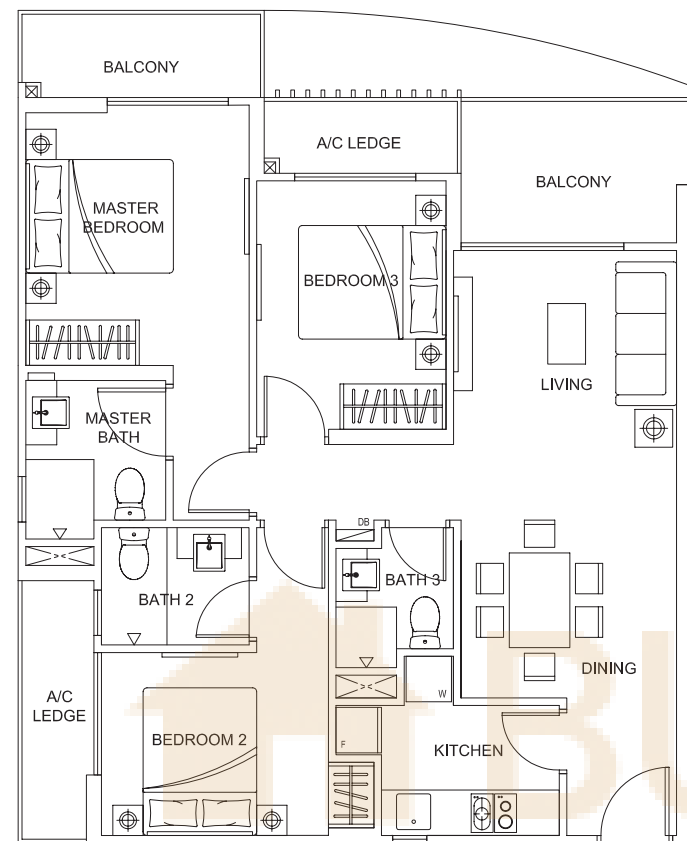 BALCONY
A/C LEDGE
BALCONY
MASTER
BEDROOM
BEDROOM 3
LIVING
MASTER
BATH
DB
BATH 3
BATH 2
DINING
A/C
LEDGE
W
BEDROOM 2
F
KITCHEN
BU